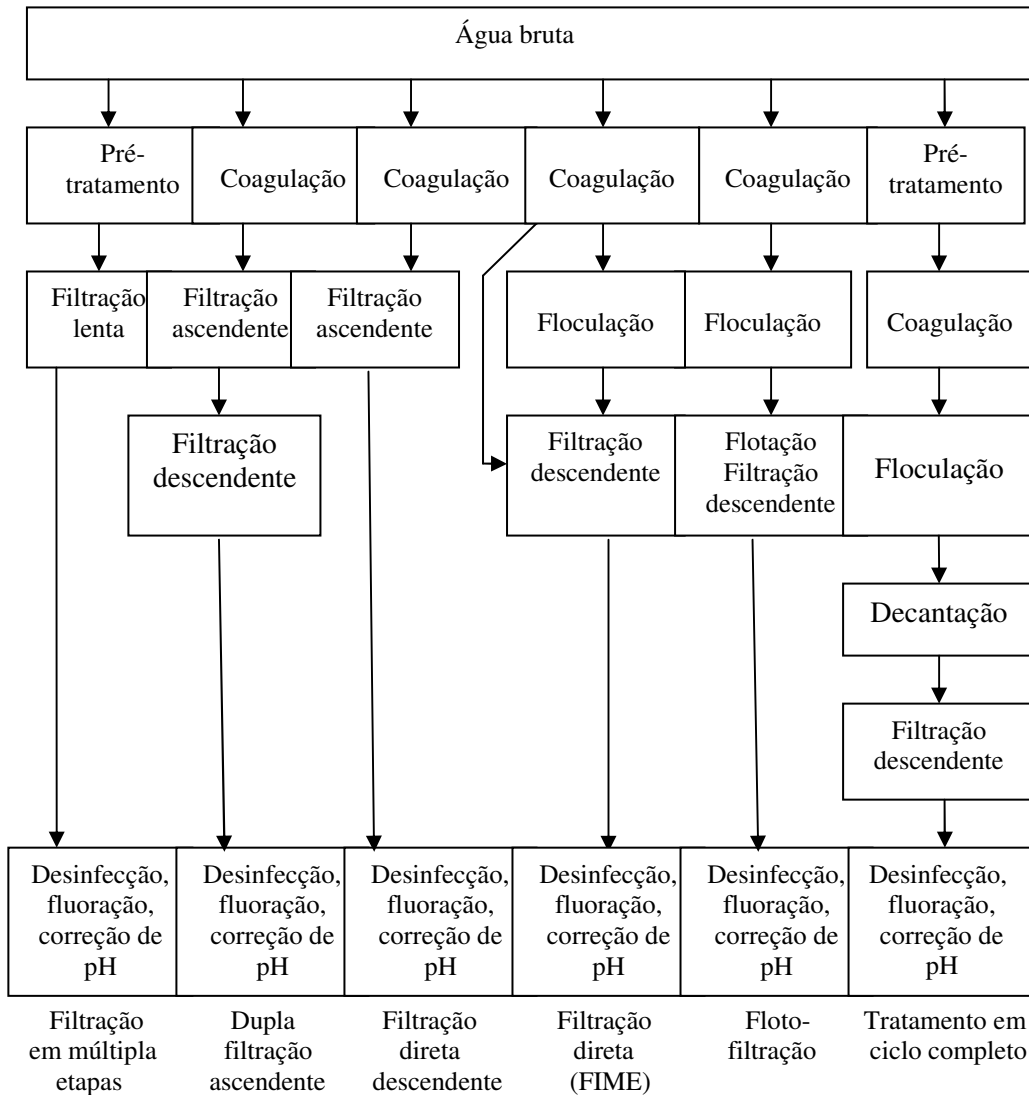 Água bruta
Pré-
tratamento
Coagulação
Coagulação
Coagulação
Coagulação
Pré-
tratamento
Filtração
lenta
Filtração
ascendente
Filtração
ascendente
Floculação
Floculação
Coagulação
Filtração
descendente
Filtração
descendente
Flotação
Filtração
descendente
Floculação
Decantação
Filtração
descendente
Desinfecção,
fluoração,
correção de
pH
Desinfecção,
fluoração,
correção de
pH
Desinfecção,
fluoração,
correção de
pH
Desinfecção,
fluoração,
correção de
pH
Desinfecção,
fluoração,
correção de
pH
Desinfecção,
fluoração,
correção de
pH
Filtração
em múltipla
etapas
Dupla
filtração
ascendente
Filtração
direta
descendente
Filtração
direta
(FIME)
Floto-
filtração
Tratamento em
ciclo completo